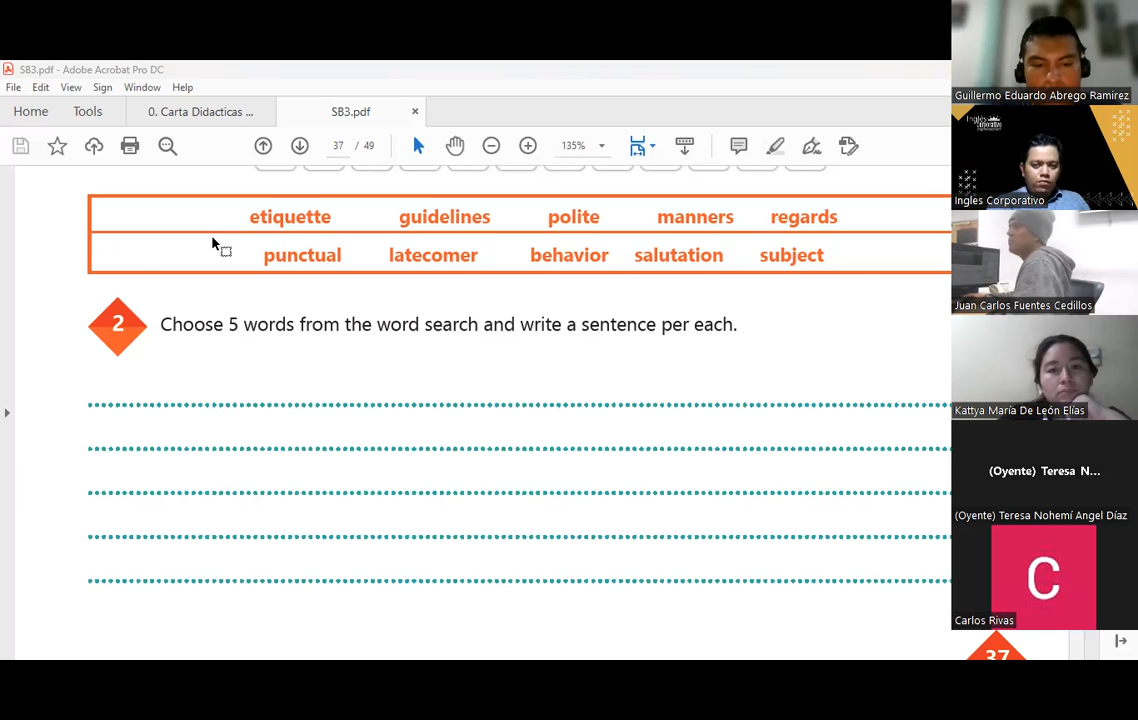 SB3.pdf - Adobe Acrobat Pro DC
File Edit View Sign Window Help
Home Tools 0. Carta Didacticas ... SB3.pdf ×
37 / 49 135%
etiquette guidelines polite manners regards
punctual latecomer behavior salutation subject
2 Choose 5 words from the word search and write a sentence per each.
37
Guillermo Eduardo Abrego Ramirez
Inglés Corporativo
Ingles Corporativo
Juan Carlos Fuentes Cedillos
Kattya María De León Elías
(Oyente) Teresa N...
(Oyente) Teresa Nohemí Angel Díaz
C
Carlos Rivas